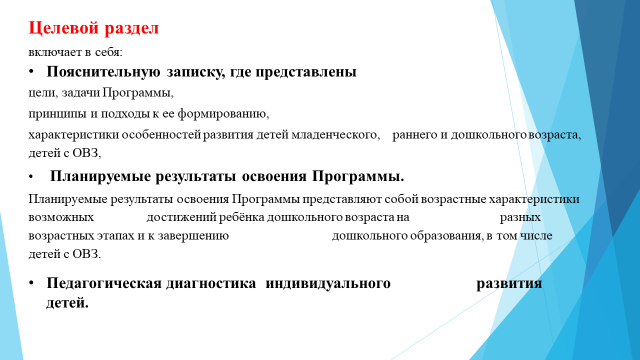 Целевой раздел
включает в себя:
• Пояснительную записку, где представлены
цели, задачи Программы,
принципы и подходы к ее формированию,
характеристики особенностей развития детей младенческого, раннего и дошкольного возраста,
детей с ОВЗ,
• Планируемые результаты освоения Программы.
Планируемые результаты освоения Программы представляют собой возрастные характеристики
возможных достижений ребёнка дошкольного возраста на разных
возрастных этапах и к завершению дошкольного образования, в том числе
детей с ОВЗ.
• Педагогическая диагностика индивидуального развития
детей.